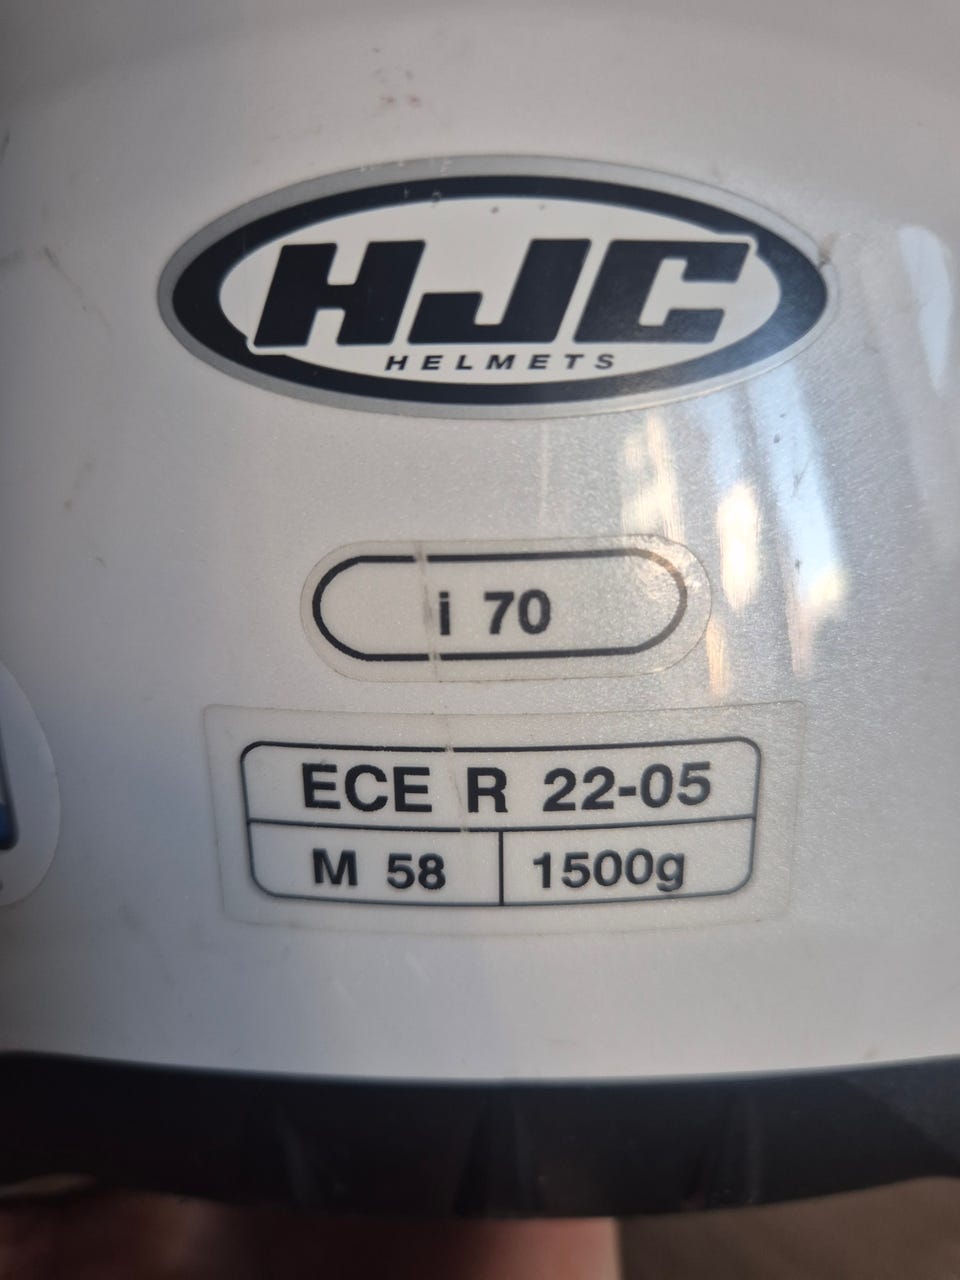 HJC
HELMETS
i 70
ECE R 22-05
M 58 1500g